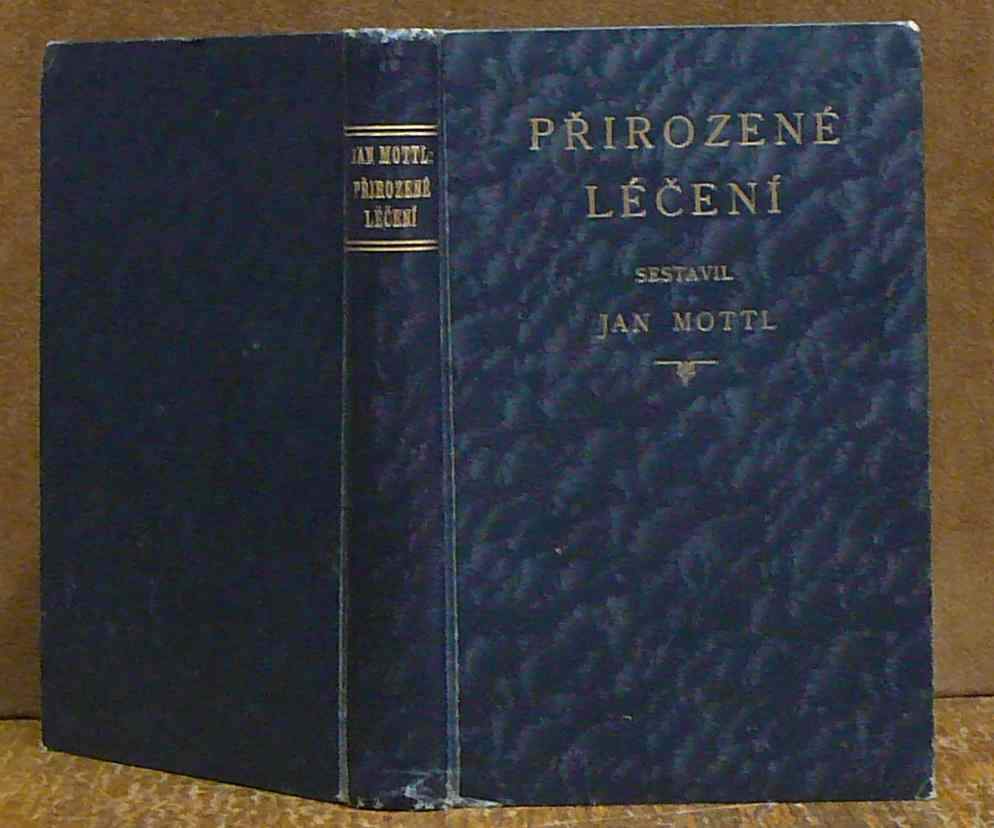 JAN MOTTL:
PŘIROZENÉ
LÉČENÍ
PŘIROZENÉ
LÉČENÍ
SESTAVIL
JAN MOTTL